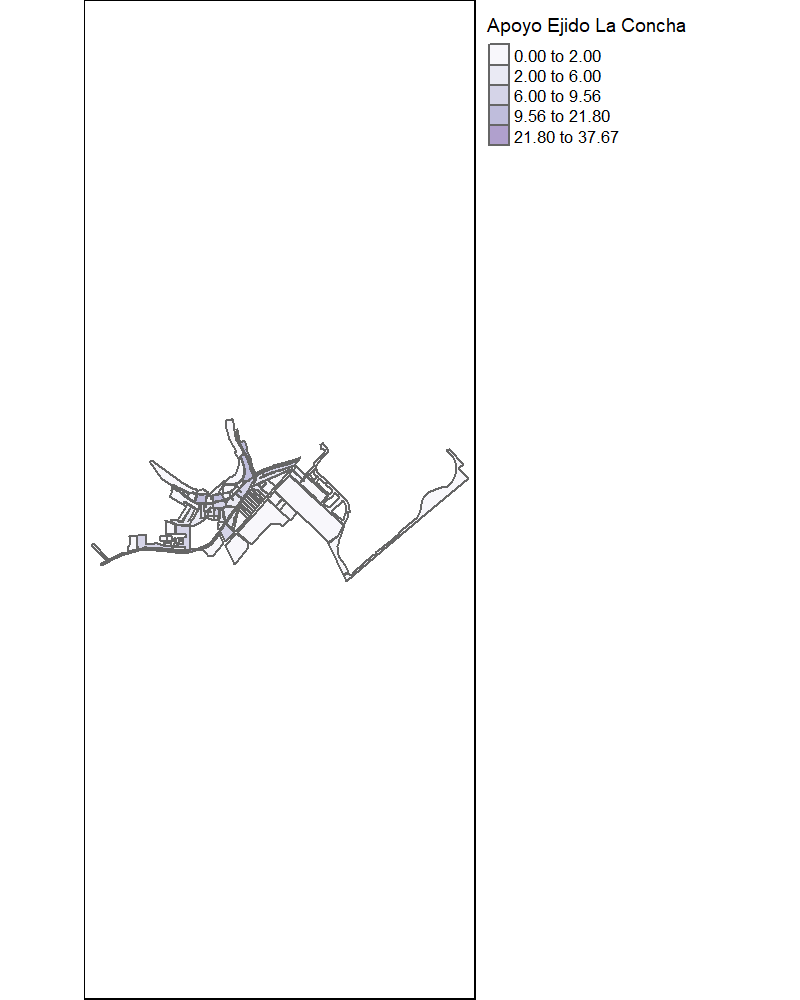 Apoyo Ejido La Concha
0.00 to 2.00
2.00 to 6.00
6.00 to 9.56
9.56 to 21.80
21.80 to 37.67